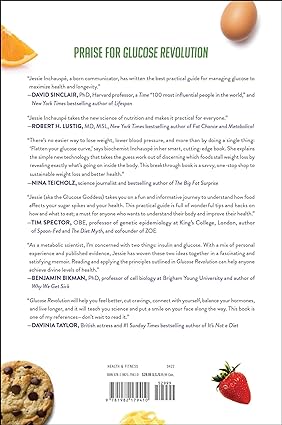 PRAISE FOR GLUCOSE REVOLUTION
"Jessie Inchauspé, a born communicator, has written the best practical guide for managing glucose to
maximize health and longevity."
—DAVID SINCLAIR, PhD, Harvard professor, a Time "100 most influential people in the world," and
New York Times bestselling author of Lifespan
"Jessie Inchauspé takes the new science of nutrition and makes it practical for everyone."
—ROBERT H. LUSTIG, MD, MSL, New York Times bestselling author of Fat Chance and Metabolical
"There's no easier way to lose weight, lower blood pressure, and more than by doing a single thing:
'Flatten your glucose curve,' says biochemist Inchauspé in her smart, cutting-edge book. She explains
the simple new technology that takes the guess work out of discerning which foods stall weight loss by
revealing exactly what's going on inside the body. This break through book is a savvy, one-stop shop to
sustainable weight loss and better health."
—NINA TEICHOLZ, science journalist and bestselling author of The Big Fat Surprise
"Jessie (aka the Glucose Goddess) takes you on a fun and informative journey to understand how food
affects your sugar spikes and your health. This practical guide is full of wonderful tips and hacks
on how and what to eat; a must for anyone who wants to understand their body and improve their health."
—TIM SPECTOR, OBE, professor of genetic epidemiology at King's College, London, author
of Spoon-Fed and The Diet Myth, and cofounder of ZOE
"As a metabolic scientist, I'm concerned with two things: insulin and glucose. With a mix of personal
experience and published evidence, Jessie has woven these two ideas together in a fascinating and
satisfying memoir. Reading and applying the principles outlined in Glucose Revolution can help anyone
achieve divine levels of health."
—BENJAMIN BIKMAN, PhD, professor of cell biology at Brigham Young University and author of
Why We Get Sick
"Glucose Revolution will help you feel better, cut cravings, connect with yourself, balance your hormones,
and live longer, and it will teach you science and put a smile on your face along the way. This book
is one of my references—don't wait to read it."
—DAVINIA TAYLOR, British actress and #1 Sunday Times bestselling author of It's Not a Diet
HEALTH & FITNESS